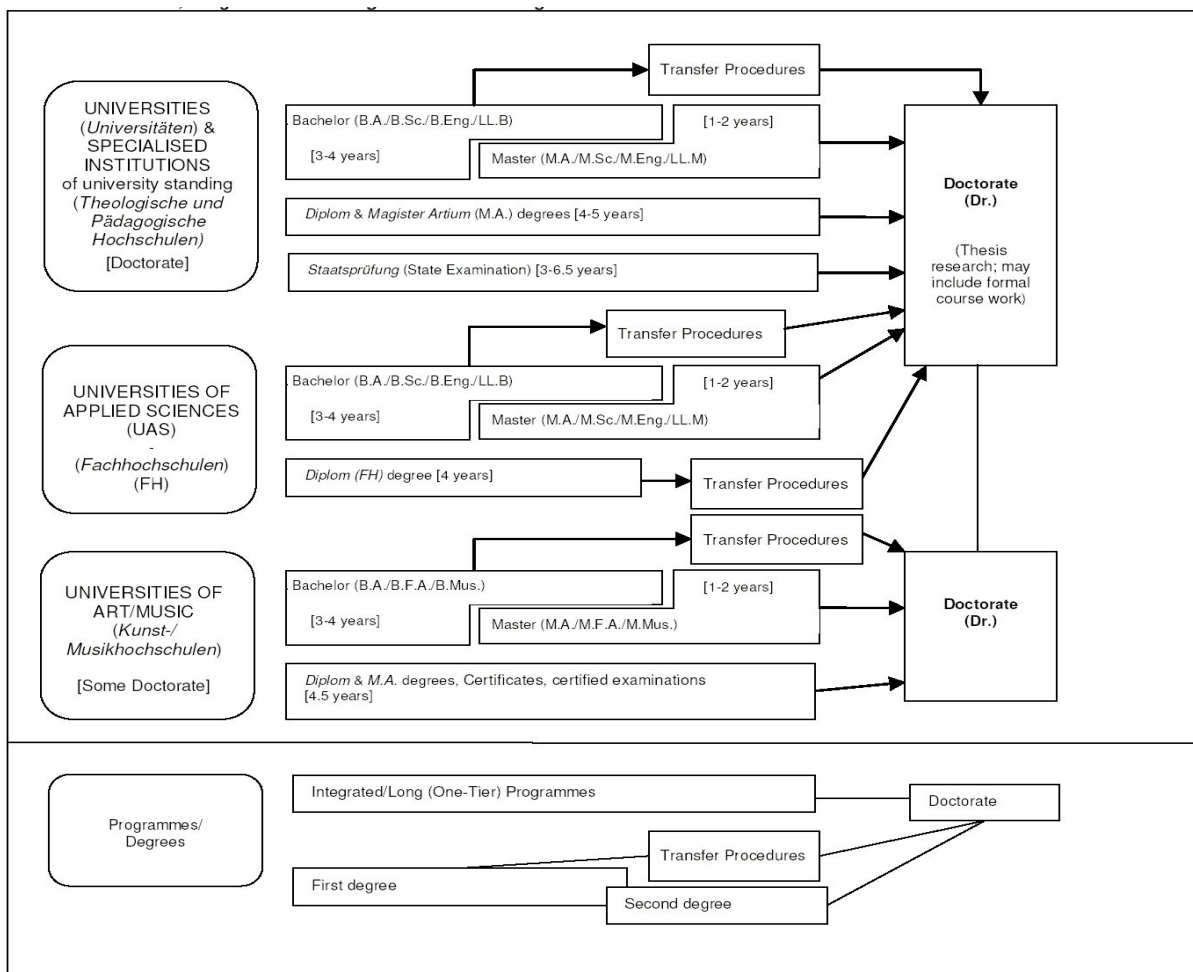 Transfer Procedures
UNIVERSITIES
(Universitäten) &
SPECIALISED
INSTITUTIONS
of university standing
(Theologische und
Pädagogische
Hochschulen)
[Doctorate]
. Bachelor (B.A./B.Sc./B.Eng./LL.B)
[3-4 years]
[1-2 years]
Master (M.A./M.Sc./M.Eng./LL.M)
Diplom & Magister Artium (M.A.) degrees [4-5 years]
Staatsprüfung (State Examination) [3-6.5 years]
Doctorate
(Dr.)
(Thesis
research; may
include formal
course work)
Transfer Procedures
UNIVERSITIES OF
APPLIED SCIENCES
(UAS)
-
(Fachhochschulen)
(FH)
. Bachelor (B.A./B.Sc./B.Eng./LL.B)
[3-4 years]
[1-2 years]
Master (M.A./M.Sc./M.Eng./LL.M)
Diplom (FH) degree [4 years]
Transfer Procedures
Transfer Procedures
UNIVERSITIES OF
ART/MUSIC
(Kunst-/
Musikhochschulen)
[Some Doctorate]
. Bachelor (B.A./B.F.A./B.Mus.)
[3-4 years]
[1-2 years]
Master (M.A./M.F.A./M.Mus.)
Diplom & M.A. degrees, Certificates, certified examinations
[4.5 years]
Doctorate
(Dr.)
Programmes/
Degrees
Integrated/Long (One-Tier) Programmes
Doctorate
Transfer Procedures
First degree
Second degree